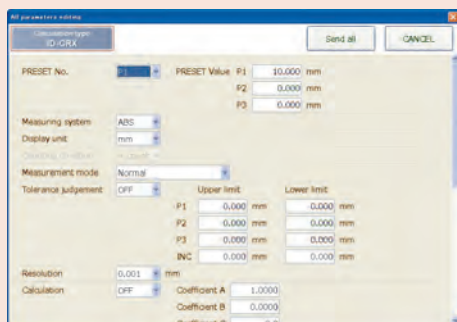 All parameters editing
Calculation type
ID-CRX
Send all
CANCEL
PRESET No. P1 PRESET Value P1 10.000 mm
P2 0.000 mm
P3 0.000 mm
Measuring system ABS
Display unit mm
Measurement mode Normal
Tolerance judgement OFF Upper limit Lower limit
P1 0.000 mm 0.000 mm
P2 0.000 mm 0.000 mm
P3 0.000 mm 0.000 mm
INC 0.000 mm 0.000 mm
Resolution 0.001 mm
Calculation OFF Coefficient A 1.0000
Coefficient B 0.0000